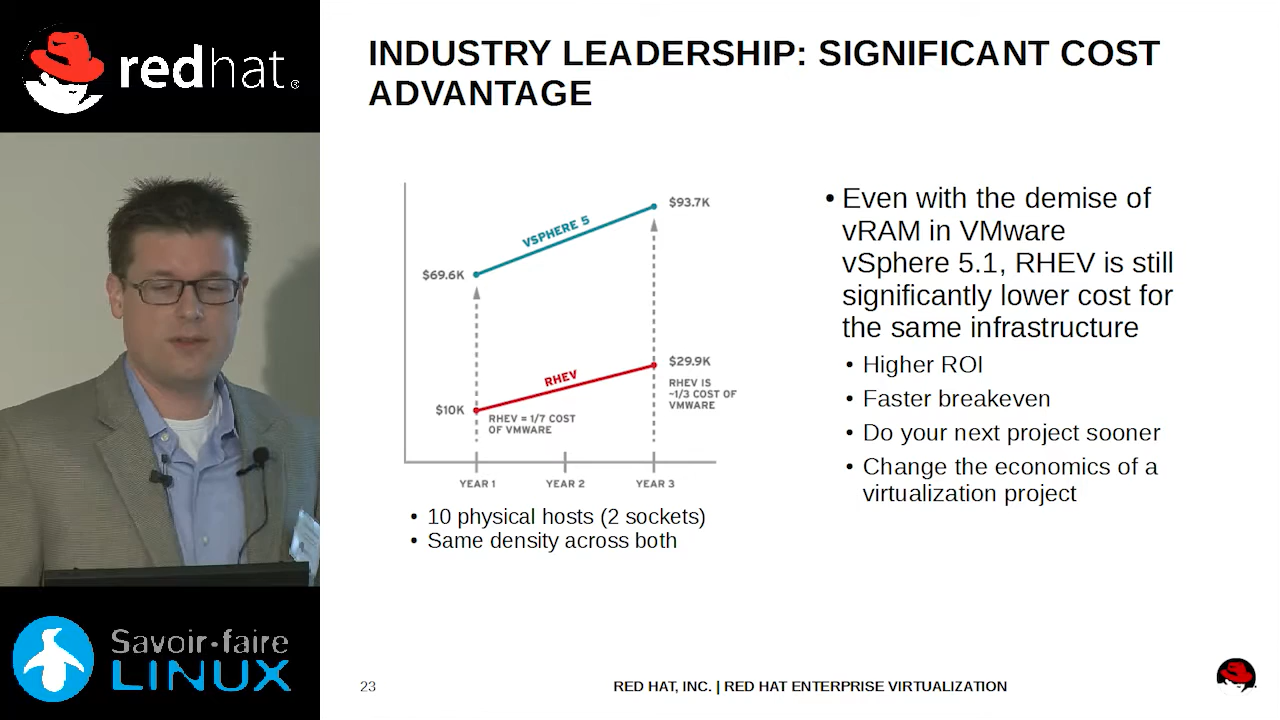 redhat®
INDUSTRY LEADERSHIP: SIGNIFICANT COST
ADVANTAGE
$93.7K
VSPHERE 5
$69.6K
$29.9K
RHEV
RHEV IS
~1/3 COST OF
VMWARE
$10K
RHEV = 1/7 COST
OF VMWARE
YEAR 1
YEAR 2
YEAR 3
• 10 physical hosts (2 sockets)
• Same density across both
• Even with the demise of
vRAM in VMware
vSphere 5.1, RHEV is still
significantly lower cost for
the same infrastructure
• Higher ROI
• Faster breakeven
• Do your next project sooner
• Change the economics of a
virtualization project
Savoir-faire
LINUX
23
RED HAT, INC. | RED HAT ENTERPRISE VIRTUALIZATION